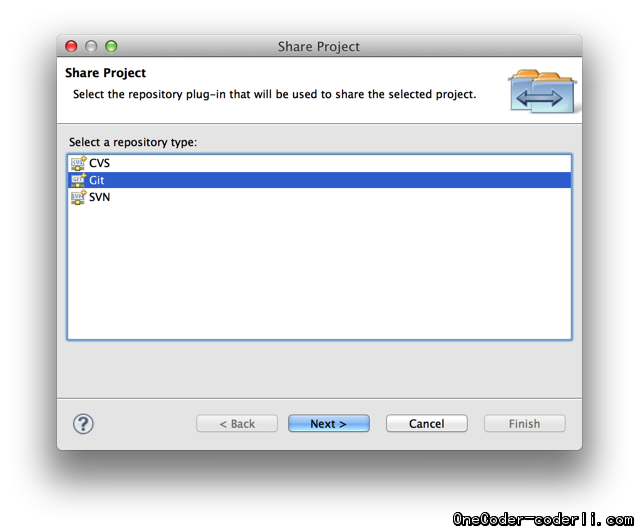 Share Project
Share Project
Select the repository plug-in that will be used to share the selected project.
Select a repository type:
CVS
Git
SVN
?
< Back
Next >
Cancel
Finish
OneCoder-coderli.com